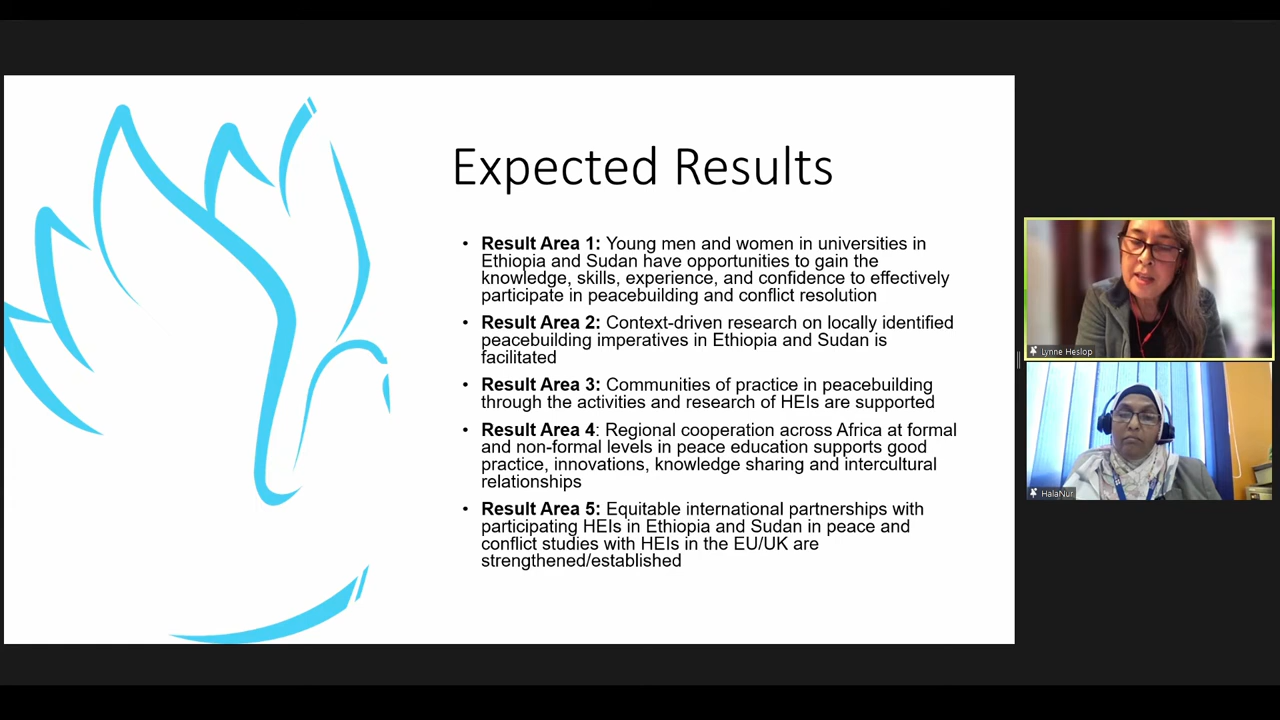 Expected Results
• Result Area 1: Young men and women in universities in
Ethiopia and Sudan have opportunities to gain the
knowledge, skills, experience, and confidence to effectively
participate in peacebuilding and conflict resolution
• Result Area 2: Context-driven research on locally identified
peacebuilding imperatives in Ethiopia and Sudan is
facilitated
• Result Area 3: Communities of practice in peacebuilding
through the activities and research of HEIs are supported
• Result Area 4: Regional cooperation across Africa at formal
and non-formal levels in peace education supports good
practice, innovations, knowledge sharing and intercultural
relationships
• Result Area 5: Equitable international partnerships with
participating HEIs in Ethiopia and Sudan in peace and
conflict studies with HEIs in the EU/UK are
strengthened/established
Lynne Heslop
HalaNur